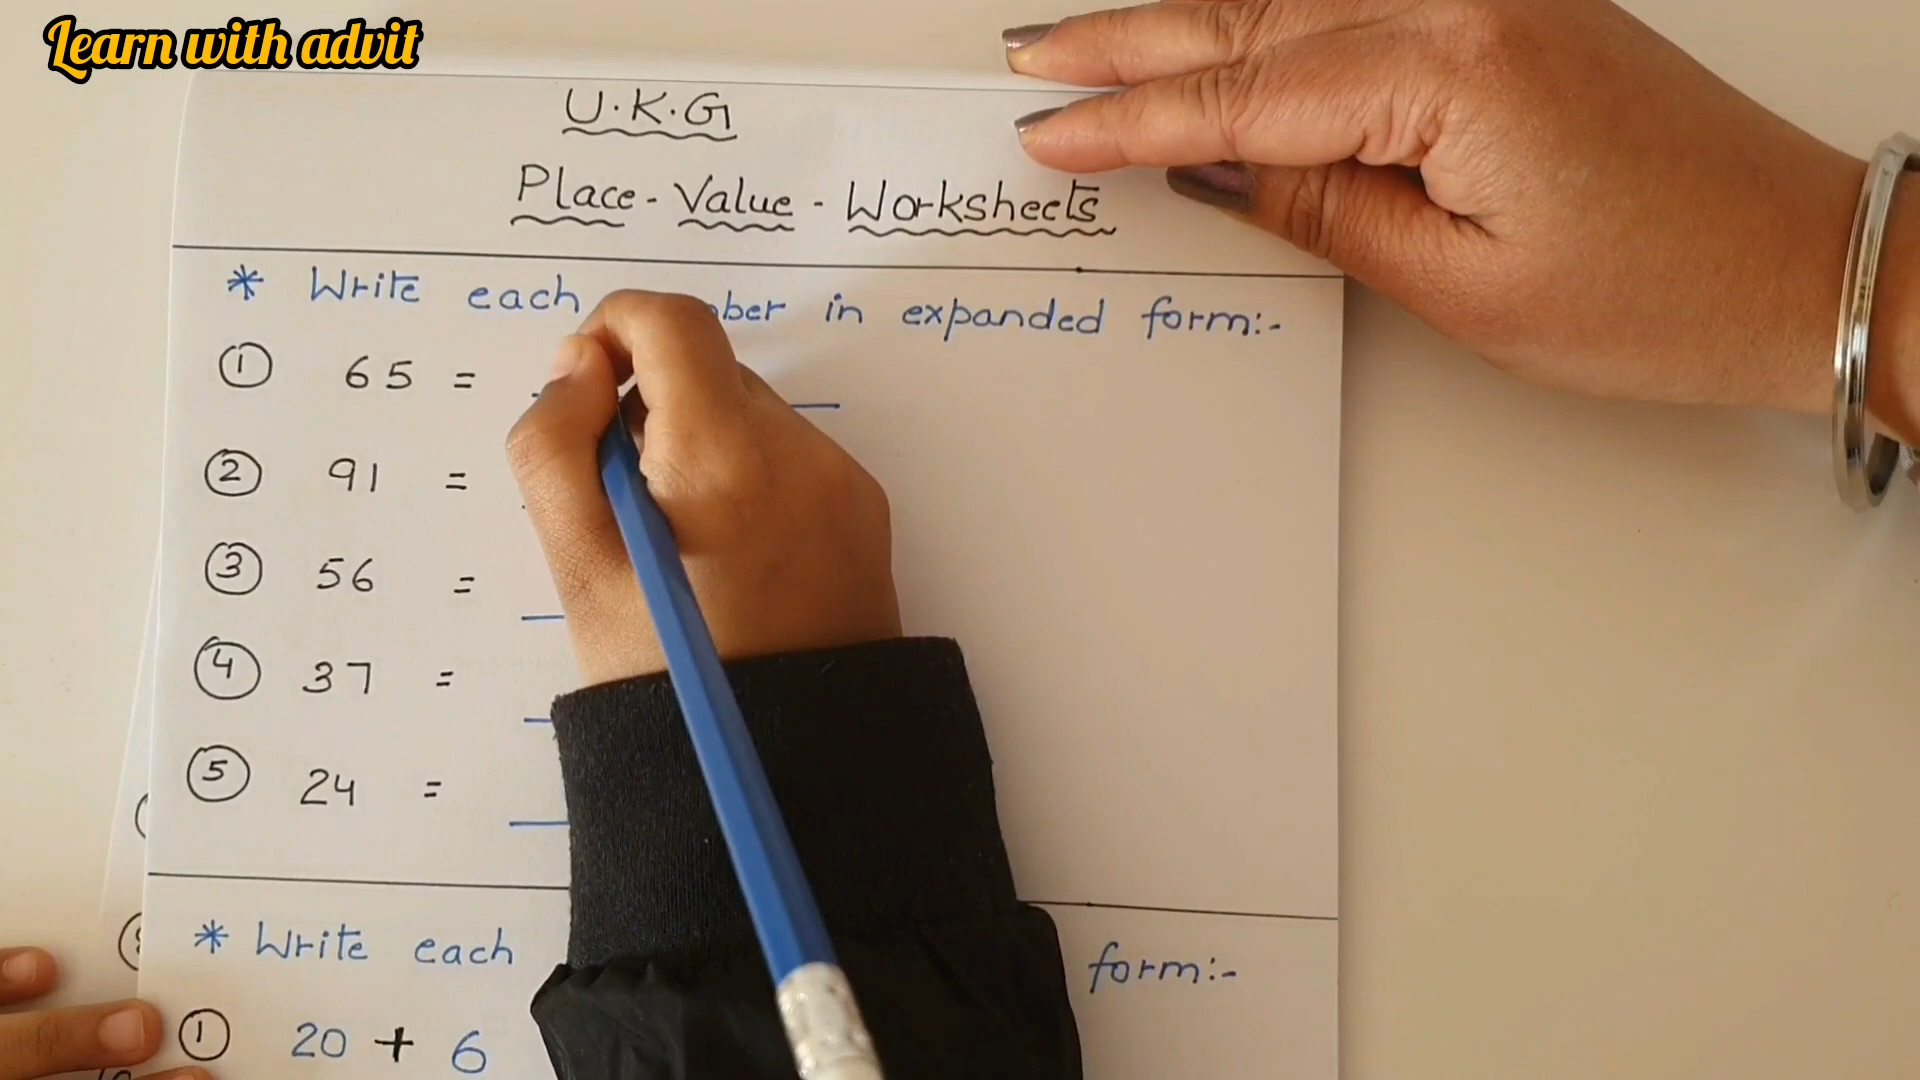 Learn with advit
U.K.G
Place - Value - Worksheets
* Write each ber in expanded form:-
① 65 =
② 91 =
③ 56 =
④ 37 =
⑤ 24 =
* Write each form:-
① 20 + 6